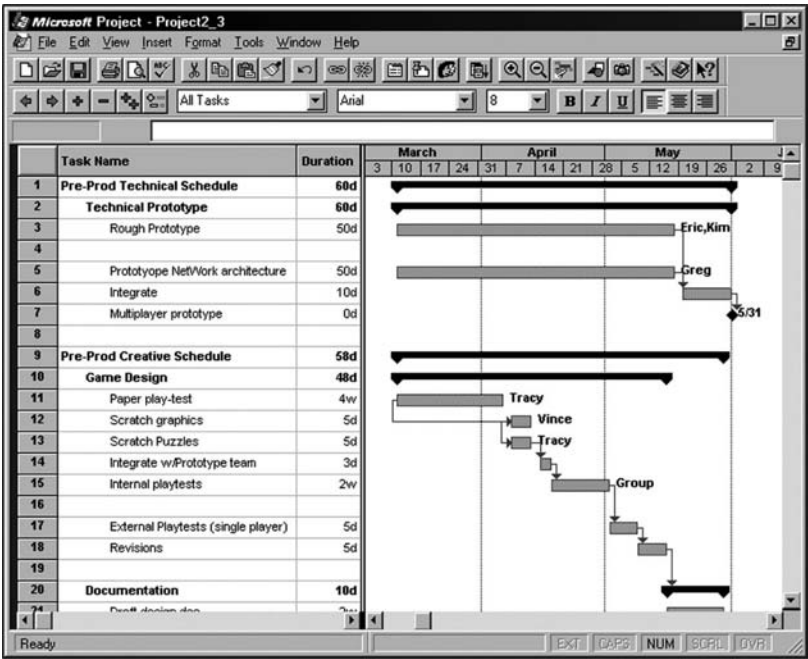 Microsoft Project - Project2_3
File Edit View Insert Format Tools Window Help
All Tasks Arial 8 B I U
Task Name Duration March April May
3 10 17 24 31 7 14 21 28 5 12 19 26 2 9
1 Pre-Prod Technical Schedule 60d
2 Technical Prototype 60d
3 Rough Prototype 50d Eric,Kim
4
5 Prototyope NetWork architecture 50d Greg
6 Integrate 10d
7 Multiplayer prototype 0d 5/31
8
9 Pre-Prod Creative Schedule 58d
10 Game Design 48d
11 Paper play-test 4w Tracy
12 Scratch graphics 5d Vince
13 Scratch Puzzles 5d Tracy
14 Integrate w/Prototype team 3d
15 Internal playtests 2w Group
16
17 External Playtests (single player) 5d
18 Revisions 5d
19
20 Documentation 10d
21 Draft design doc
Ready EXT CAPS NUM SCRL OVR